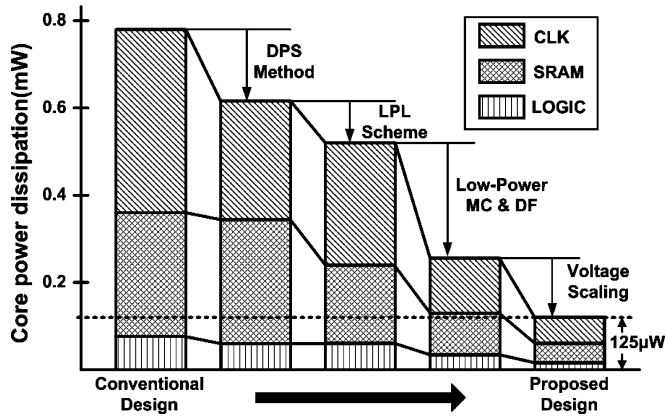 Core power dissipation(mW)
0.8
0.6
0.4
0.2
DPS
Method
LPL
Scheme
Low-Power
MC & DF
Voltage
Scaling
CLK
SRAM
LOGIC
125μW
Conventional
Design
Proposed
Design